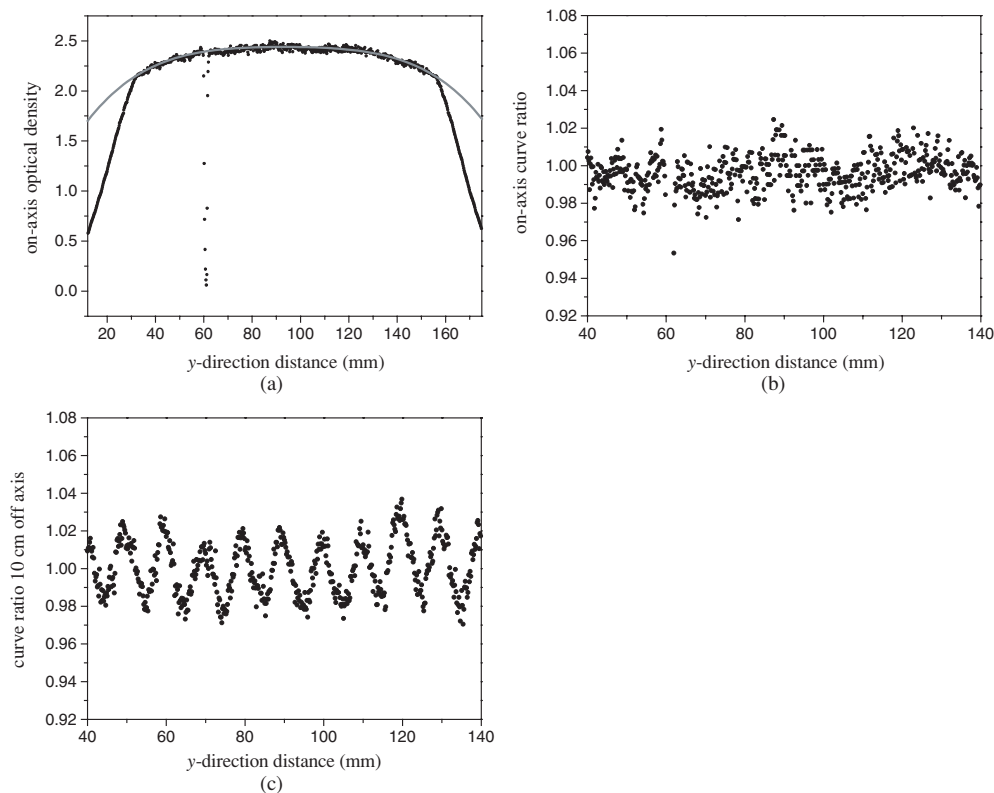 on-axis optical density
2.5
2.0
1.5
1.0
0.5
0.0
20 40 60 80 100 120 140 160
y-direction distance (mm)
(a)
on-axis curve ratio
1.08
1.06
1.04
1.02
1.00
0.98
0.96
0.94
0.92
40 60 80 100 120 140
y-direction distance (mm)
(b)
curve ratio 10 cm off axis
1.08
1.06
1.04
1.02
1.00
0.98
0.96
0.94
0.92
40 60 80 100 120 140
y-direction distance (mm)
(c)